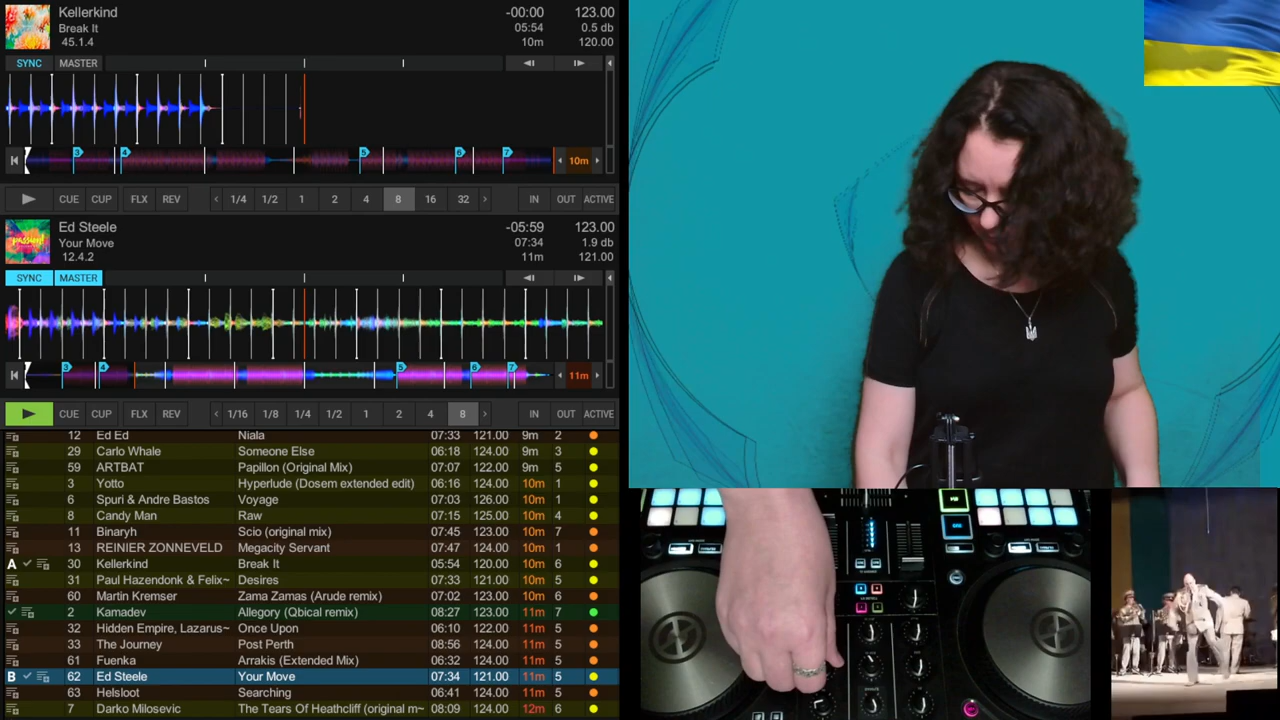 Kellerkind -00:00 123.00
Break It 05:54 0.5 db
45.1.4 10m 120.00
SYNC MASTER
3 4 5 6 7 10m
CUE CUP FLX REV 1/4 1/2 1 2 4 8 16 32 IN OUT ACTIVE
Ed Steele -05:59 123.00
Your Move 07:34 1.9 db
12.4.2 11m 121.00
SYNC MASTER
3 4 5 6 7 11m
CUE CUP FLX REV 1/16 1/8 1/4 1/2 1 2 4 8 IN OUT ACTIVE
12 Ed Ed Niala 07:33 121.00 9m 2
29 Carlo Whale Someone Else 06:18 124.00 9m 3
59 ARTBAT Papillon (Original Mix) 07:07 122.00 9m 5
3 Yotto Hyperlude (Dosem extended edit) 06:16 124.00 10m 1
6 Spuri & Andre Bastos Voyage 07:03 126.00 10m 1
8 Candy Man Raw 07:15 125.00 10m 4
11 Binaryh Scio (original mix) 07:45 123.00 10m 7
13 REINIER ZONNEVELD Megacity Servant 07:47 124.00 10m 1
A 30 Kellerkind Break It 05:54 120.00 10m 6
31 Paul Hazendonk & Felix~ Desires 07:33 121.00 10m 5
60 Martin Kremser Zama Zamas (Arude remix) 07:02 123.00 10m 6
2 Kamadev Allegory (Qbical remix) 08:27 123.00 11m 7
32 Hidden Empire, Lazarus~ Once Upon 06:10 122.00 11m 5
33 The Journey Post Perth 08:56 124.00 11m 5
61 Fuenka Arrakis (Extended Mix) 06:32 124.00 11m 5
B 62 Ed Steele Your Move 07:34 121.00 11m 5
63 Helsloot Searching 06:41 124.00 11m 5
7 Darko Milosevic The Tears Of Heathcliff (original m~ 08:09 124.00 12m 6